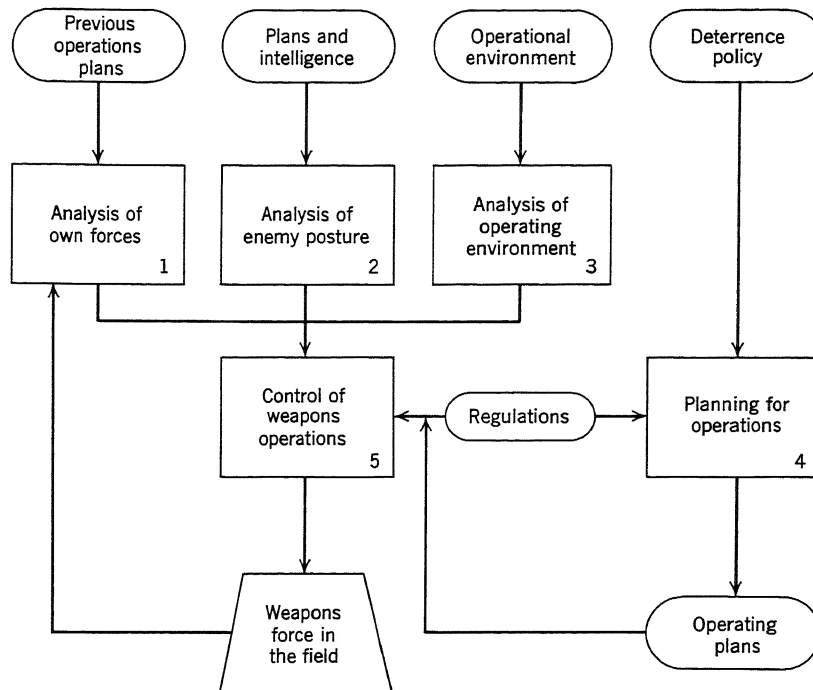 Previous
operations
plans
Plans and
intelligence
Operational
environment
Deterrence
policy
Analysis of
own forces
1
Analysis of
enemy posture
2
Analysis of
operating
environment
3
Control of
weapons
operations
5
Regulations
Planning for
operations
4
Weapons
force in
the field
Operating
plans